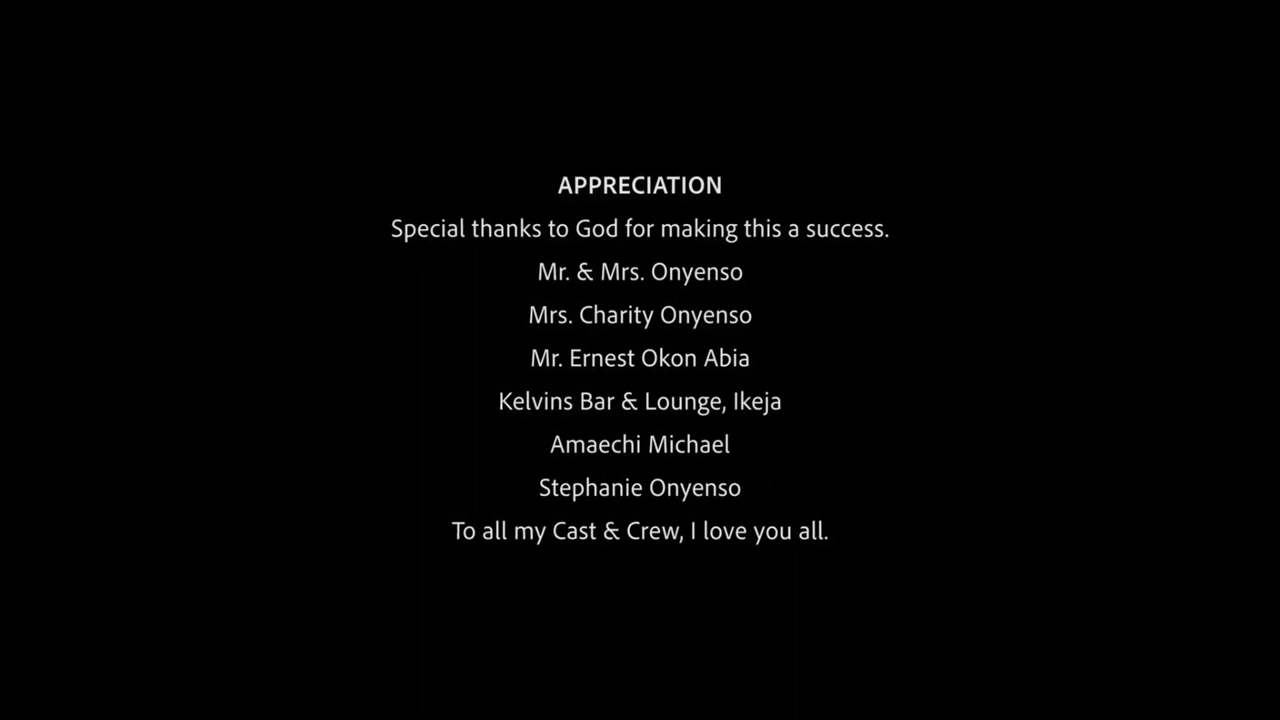 APPRECIATION
Special thanks to God for making this a success.
Mr. & Mrs. Onyenso
Mrs. Charity Onyenso
Mr. Ernest Okon Abia
Kelvins Bar & Lounge, Ikeja
Amaechi Michael
Stephanie Onyenso
To all my Cast & Crew, I love you all.